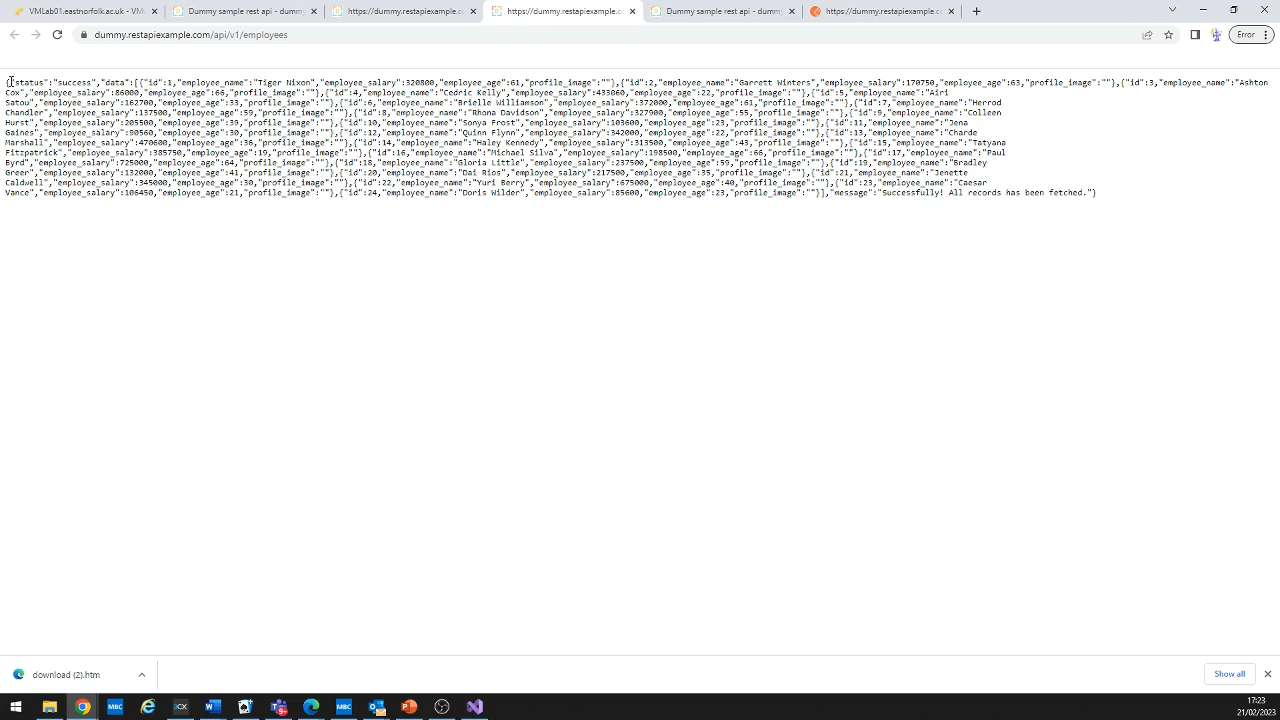 VMLab01.eastnorfolk.ac.uk - VM
Dummy sample rest api - dummy
https://dummy.restapiexample.c
https://dummy.restapiexample.c
Dummy sample rest api - dummy
https://dummy.restapiexample.c
dummy.restapiexample.com/api/v1/employees
Error
{"status":"success","data":[{"id":1,"employee_name":"Tiger Nixon","employee_salary":320800,"employee_age":61,"profile_image":""},{"id":2,"employee_name":"Garrett Winters","employee_salary":170750,"employee_age":63,"profile_image":""},{"id":3,"employee_name":"Ashton
Cox","employee_salary":86000,"employee_age":66,"profile_image":""},{"id":4,"employee_name":"Cedric Kelly","employee_salary":433060,"employee_age":22,"profile_image":""},{"id":5,"employee_name":"Airi
Satou","employee_salary":162700,"employee_age":33,"profile_image":""},{"id":6,"employee_name":"Brielle Williamson","employee_salary":372000,"employee_age":61,"profile_image":""},{"id":7,"employee_name":"Herrod
Chandler","employee_salary":137500,"employee_age":59,"profile_image":""},{"id":8,"employee_name":"Rhona Davidson","employee_salary":327900,"employee_age":55,"profile_image":""},{"id":9,"employee_name":"Colleen
Hurst","employee_salary":205500,"employee_age":39,"profile_image":""},{"id":10,"employee_name":"Sonya Frost","employee_salary":103600,"employee_age":23,"profile_image":""},{"id":11,"employee_name":"Jena
Gaines","employee_salary":90560,"employee_age":30,"profile_image":""},{"id":12,"employee_name":"Quinn Flynn","employee_salary":342000,"employee_age":22,"profile_image":""},{"id":13,"employee_name":"Charde
Marshall","employee_salary":470600,"employee_age":36,"profile_image":""},{"id":14,"employee_name":"Haley Kennedy","employee_salary":313500,"employee_age":43,"profile_image":""},{"id":15,"employee_name":"Tatyana
Fitzpatrick","employee_salary":385750,"employee_age":19,"profile_image":""},{"id":16,"employee_name":"Michael Silva","employee_salary":198500,"employee_age":66,"profile_image":""},{"id":17,"employee_name":"Paul
Byrd","employee_salary":725000,"employee_age":64,"profile_image":""},{"id":18,"employee_name":"Gloria Little","employee_salary":237500,"employee_age":59,"profile_image":""},{"id":19,"employee_name":"Bradley
Greer","employee_salary":132000,"employee_age":41,"profile_image":""},{"id":20,"employee_name":"Dai Rios","employee_salary":217500,"employee_age":35,"profile_image":""},{"id":21,"employee_name":"Jenette
Caldwell","employee_salary":345000,"employee_age":30,"profile_image":""},{"id":22,"employee_name":"Yuri Berry","employee_salary":675000,"employee_age":40,"profile_image":""},{"id":23,"employee_name":"Caesar
Vance","employee_salary":106450,"employee_age":21,"profile_image":""},{"id":24,"employee_name":"Doris Wilder","employee_salary":85600,"employee_age":23,"profile_image":""}],"message":"Successfully! All records has been fetched."}
download (2).htm
Show all
MBC
MBC
17:23
21/02/2023